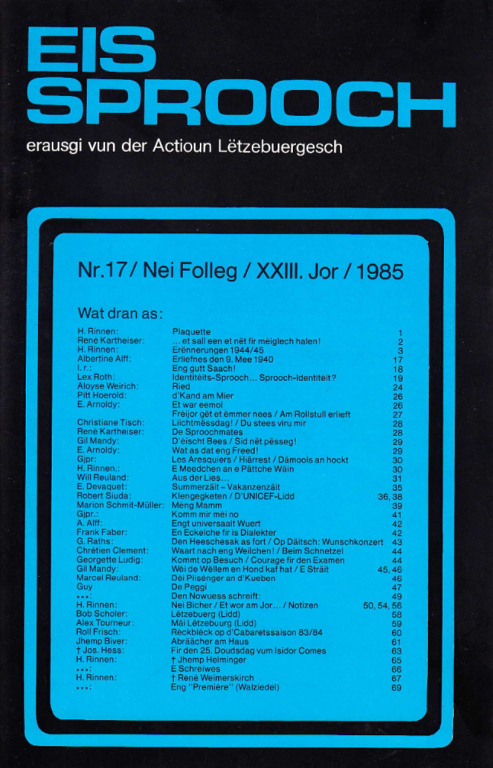 EIS
SPROOCH
erausgi vun der Actioun Lëtzebuergesch
Nr.17/ Nei Folleg / XXIII. Jor / 1985
Wat dran as:
H. Rinnen: Plaquette 1
René Kartheiser: ... et sall een et nët fir méiglech halen! 2
H. Rinnen: Erënnerungen 1944/45 3
Albertine Alff: Erliefnes den 9. Mee 1940 17
l. r.: Eng gutt Saach! 18
Lex Roth: Identitéits-Sprooch... Sprooch-Identitéit? 19
Aloyse Weirich: Ried 24
Pitt Hoerold: d'Kand am Mier 26
E. Arnoldy: Et war eemol 26
Fréijor gët et ëmmer nees / Am Rollstull erlieft 27
Christiane Tisch: Liichtmëssdag! / Du stees viru mir 28
René Kartheiser: De Sproochmates 28
Gil Mandy: D'éischt Bees / Sid nët pësseg! 29
E. Arnoldy: Wat as dat eng Freed! 29
Gjpr: Les Aresquiers / Hiärrest / Dämools an hockt 30
H. Rinnen.: E Meedchen an e Pättche Wäin 30
Will Reuland: Aus der Lies... 31
E. Devaquet: Summerzäit – Vakanzenzäit 35
Robert Siuda: Klengegketen / D'UNICEF-Lidd 36, 38
Marion Schmit-Müller: Meng Mamm 39
Gjpr.: Komm mir méi no 41
A. Alff: Engt universaalt Wuert 42
Frank Faber: En Eckelche fir is Dialekter 42
G. Raths: Den Heeschesak as fort / Op Däitsch: Wunschkonzert 43
Chrétien Clement: Waart nach eng Weilchen! / Beim Schnetzel 44
Georgette Ludig: Kommt op Besuch / Courage fir den Examen 44
Gil Mandy: Wéi de Wëllem en Hond kaf hat / E Sträit 45, 46
Marcel Reuland: Déi Piisënger an d'Kueben 46
Guy De Peggi 47
...: Den Nowuess schreift: 49
H. Rinnen: Nei Bicher / Et wor am Jor... / Notizen 50, 54, 56
Bob Scholer: Lëtzebuerg (Lidd) 58
Alex Tourneur: Mäi Lëtzebuurg (Lidd) 59
Roll Frisch: Réckbléck op d'Cabaretssaison 83/84 60
Jhemp Biver: Abräächer am Haus 61
† Jos. Hess: Fir den 25. Doudsdag vum Isidor Comes 63
H. Rinnen: † Jhemp Helminger 65
...: E Schreiwes 66
H. Rinnen: † René Weimerskirch 67
...: Eng "Première" (Walziedel) 69